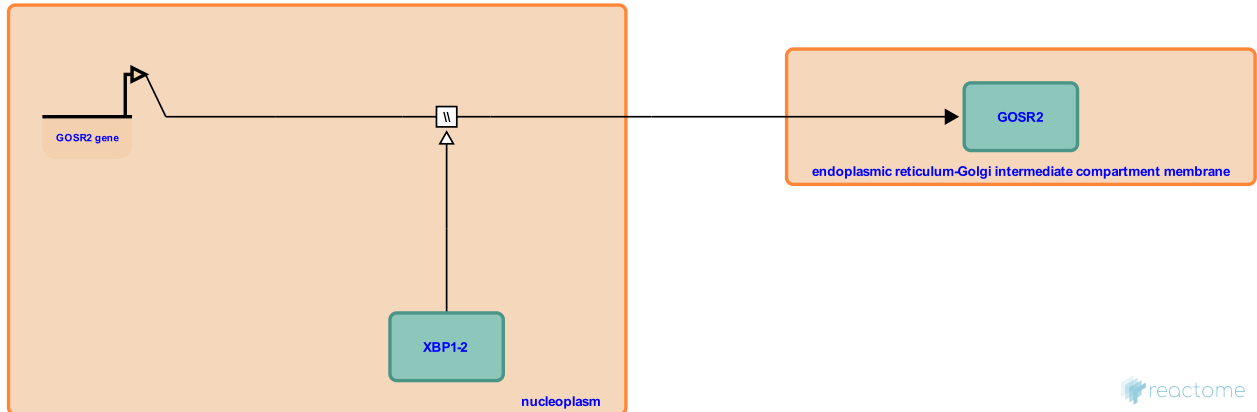 GOSR2 gene
\\
GOSR2
endoplasmic reticulum-Golgi intermediate compartment membrane
XBP1-2
nucleoplasm
reactome